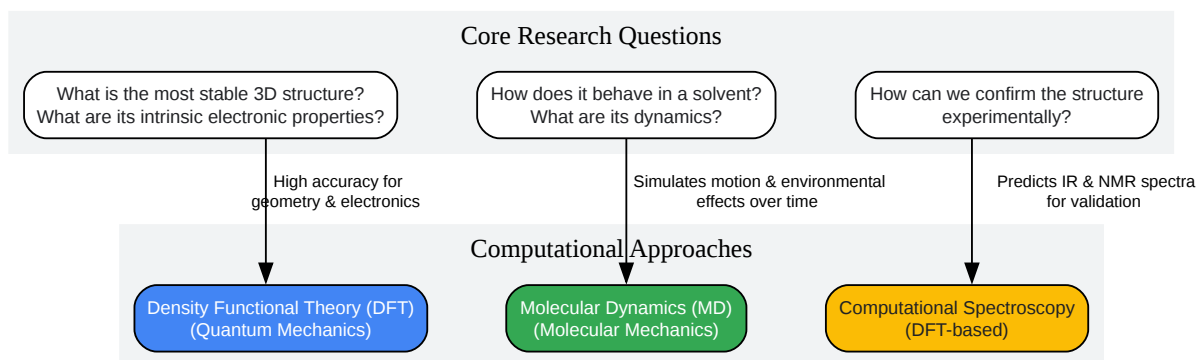 Core Research Questions
What is the most stable 3D structure?
What are its intrinsic electronic properties?
How does it behave in a solvent?
What are its dynamics?
How can we confirm the structure
experimentally?
High accuracy for
geometry & electronics
Simulates motion & environmental
effects over time
Predicts IR & NMR spectra
for validation
Computational Approaches
Density Functional Theory (DFT)
(Quantum Mechanics)
Molecular Dynamics (MD)
(Molecular Mechanics)
Computational Spectroscopy
(DFT-based)